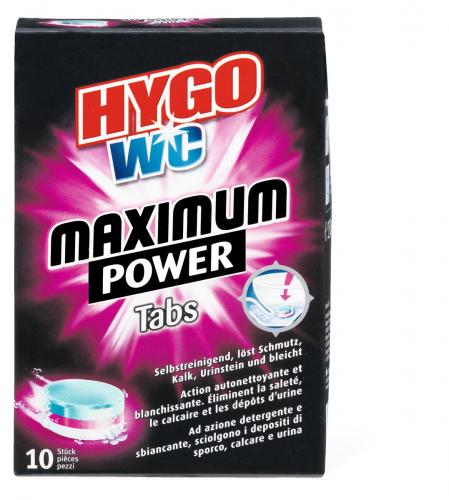 HYGO
WC
MAXIMUM
POWER
Tabs
Selbstreinigend, löst Schmutz,
Kalk, Urinstein und bleicht
Action autonettoyante et
blanchissante. Éliminent la saleté,
le calcaire et les dépôts d'urine
Ad azione detergente e
sbiancante, sciolgono i depositi di
sporco, calcare e urina
10 Stück
pièces
pezzi